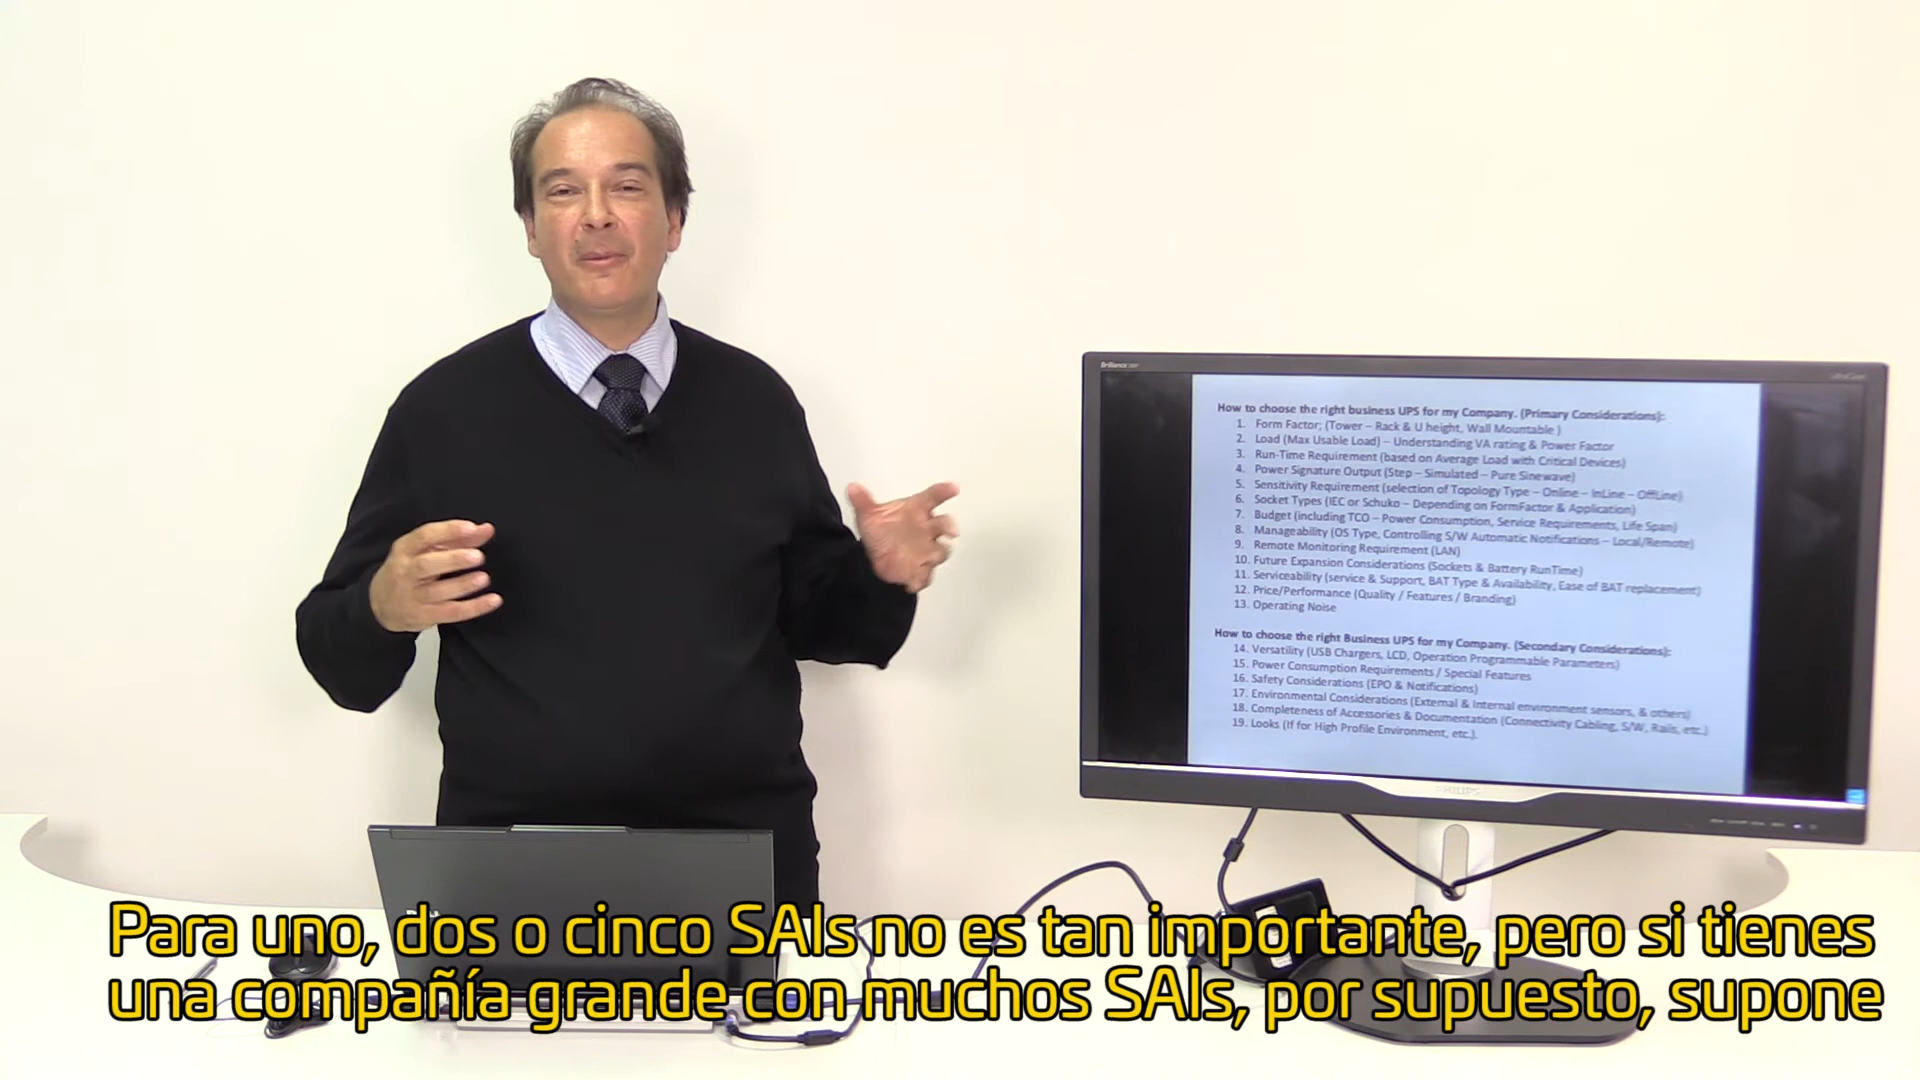 Brilliance
How to choose the right business UPS for my Company. (Primary Considerations):
1. Form Factor; (Tower – Rack & U height, Wall Mountable )
2. Load (Max Usable Load) – Understanding VA rating & Power Factor
3. Run-Time Requirement (based on Average Load with Critical Devices)
4. Power Signature Output (Step – Simulated – Pure Sinewave)
5. Sensitivity Requirement (selection of Topology Type – Online – InLine – OffLine)
6. Socket Types (IEC or Schuko – Depending on FormFactor & Application)
7. Budget (including TCO – Power Consumption, Service Requirements, Life Span)
8. Manageability (OS Type, Controlling S/W Automatic Notifications – Local/Remote)
9. Remote Monitoring Requirement (LAN)
10. Future Expansion Considerations (Sockets & Battery RunTime)
11. Serviceability (service & Support, BAT Type & Availability, Ease of BAT replacement)
12. Price/Performance (Quality / Features / Branding)
13. Operating Noise
How to choose the right Business UPS for my Company. (Secondary Considerations):
14. Versatility (USB Chargers, LCD, Operation Programmable Parameters)
15. Power Consumption Requirements / Special Features
16. Safety Considerations (EPO & Notifications)
17. Environmental Considerations (External & Internal environment sensors, & others)
18. Completeness of Accessories & Documentation (Connectivity Cabling, S/W, Rails, etc.)
19. Looks (If for High Profile Environment, etc.).
PHILIPS
Para uno, dos o cinco SAIs no es tan importante, pero si tienes
una compañía grande con muchos SAIs, por supuesto, supone